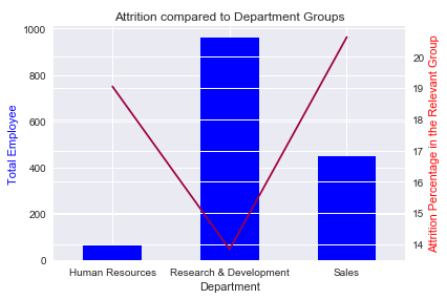 Attrition compared to Department Groups
1000
800
600
400
200
0
Total Employee
20
19
18
17
16
15
14
Attrition Percentage in the Relevant Group
Human Resources
Research & Development
Sales
Department